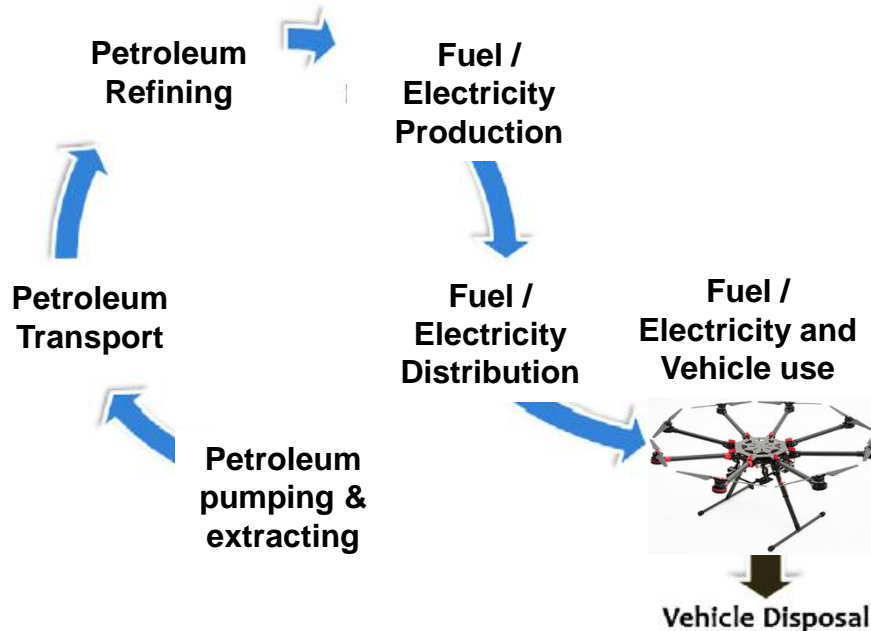 Petroleum
Refining
Fuel /
Electricity
Production
Petroleum
Transport
Fuel /
Electricity
Distribution
Fuel /
Electricity and
Vehicle use
Petroleum
pumping &
extracting
Vehicle Disposal